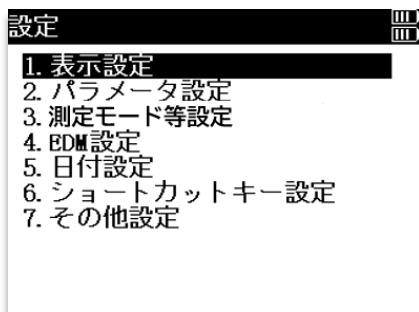 設定
1. 表示設定
2. パラメータ設定
3. 測定モード等設定
4. EDM設定
5. 日付設定
6. ショートカットキー設定
7. その他設定